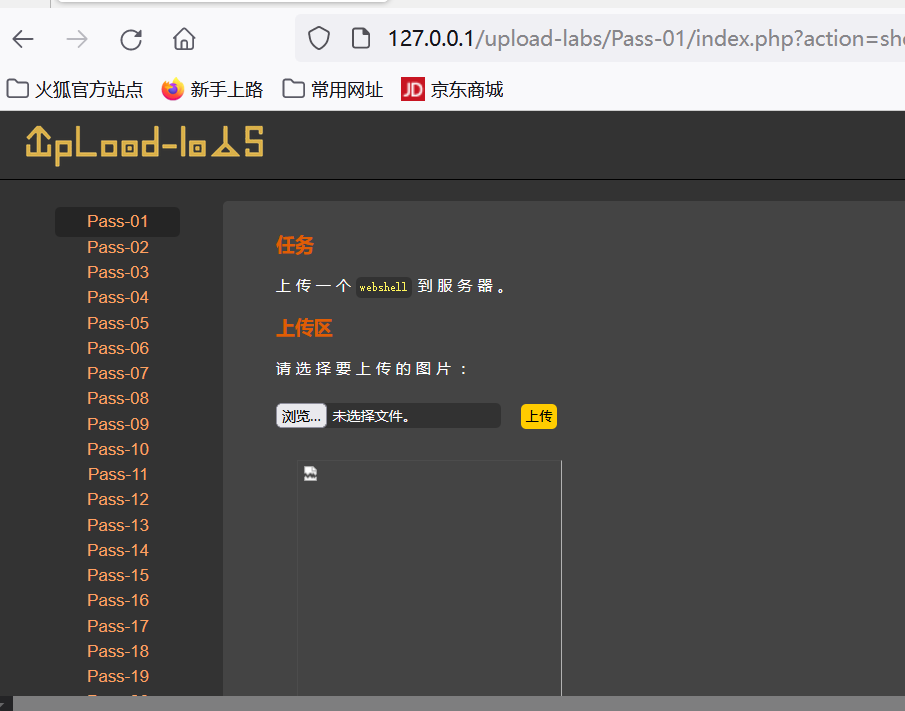 127.0.0.1/upload-labs/Pass-01/index.php?action=sh
火狐官方站点 新手上路 常用网址 JD 京东商城
UpLoad-labs
Pass-01
Pass-02
Pass-03
Pass-04
Pass-05
Pass-06
Pass-07
Pass-08
Pass-09
Pass-10
Pass-11
Pass-12
Pass-13
Pass-14
Pass-15
Pass-16
Pass-17
Pass-18
Pass-19
任务
上传一个 webshell 到服务器。
上传区
请选择要上传的图片：
浏览... 未选择文件。 上传